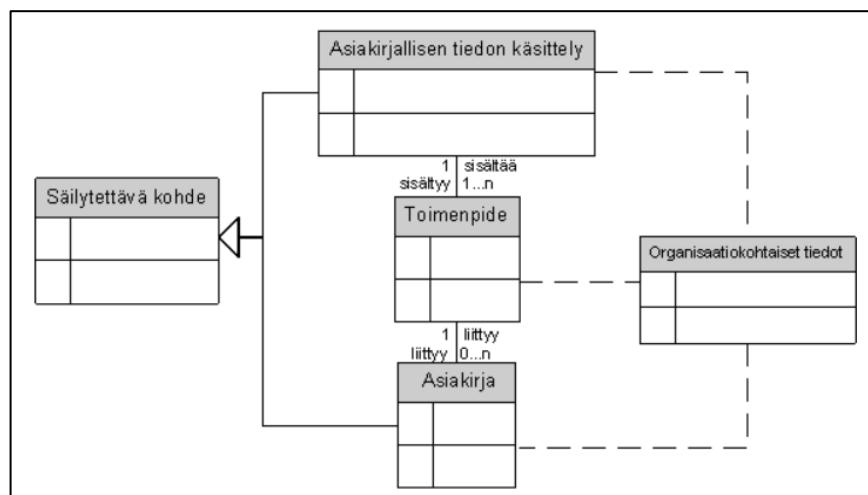 Asiakirjallisen tiedon käsittely
1 sisältää
sisältyy 1...n
Säilytettävä kohde
Toimenpide
Organisaatiokohtaiset tiedot
1 liittyy
liittyy 0...n
Asiakirja